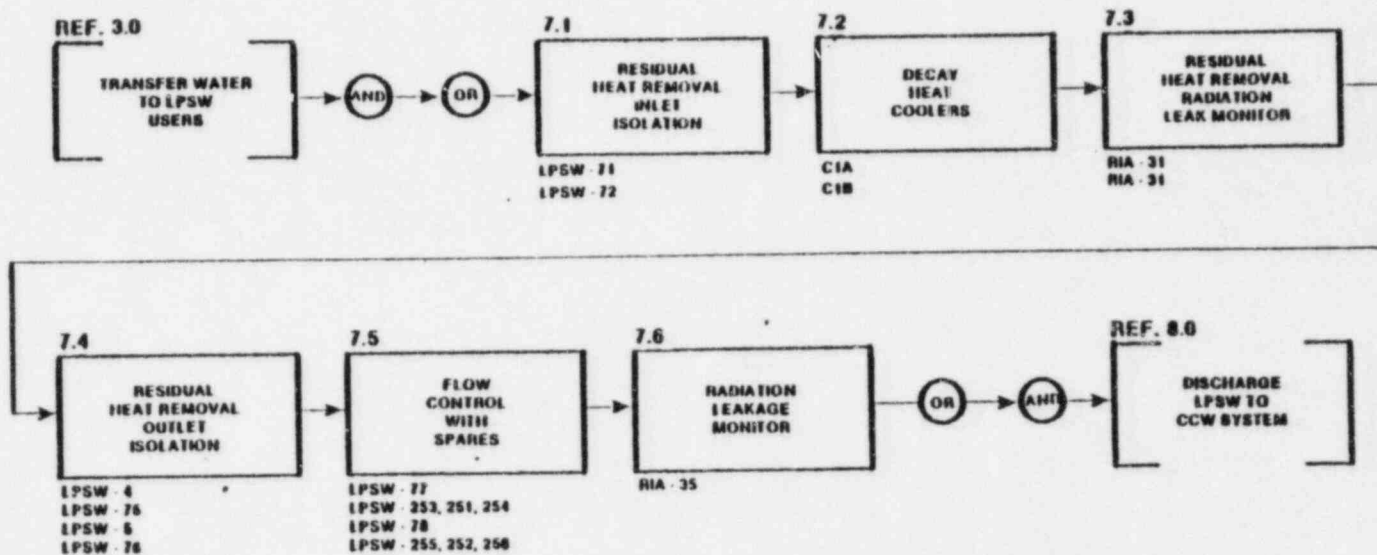 REF. 3.0
TRANSFER WATER
TO LPSW
USERS
AND
OR
7.1
RESIDUAL
HEAT REMOVAL
INLET
ISOLATION
LPSW - 71
LPSW - 72
7.2
DECAY
HEAT
COOLERS
C1A
C1B
7.3
RESIDUAL
HEAT REMOVAL
RADIATION
LEAK MONITOR
RIA - 31
RIA - 31
7.4
RESIDUAL
HEAT REMOVAL
OUTLET
ISOLATION
LPSW - 4
LPSW - 76
LPSW - 5
LPSW - 76
7.5
FLOW
CONTROL
WITH
SPARES
LPSW - 77
LPSW - 253, 251, 254
LPSW - 78
LPSW - 255, 252, 256
7.6
RADIATION
LEAKAGE
MONITOR
RIA - 35
OR
AND
REF. 8.0
DISCHARGE
LPSW TO
CCW SYSTEM